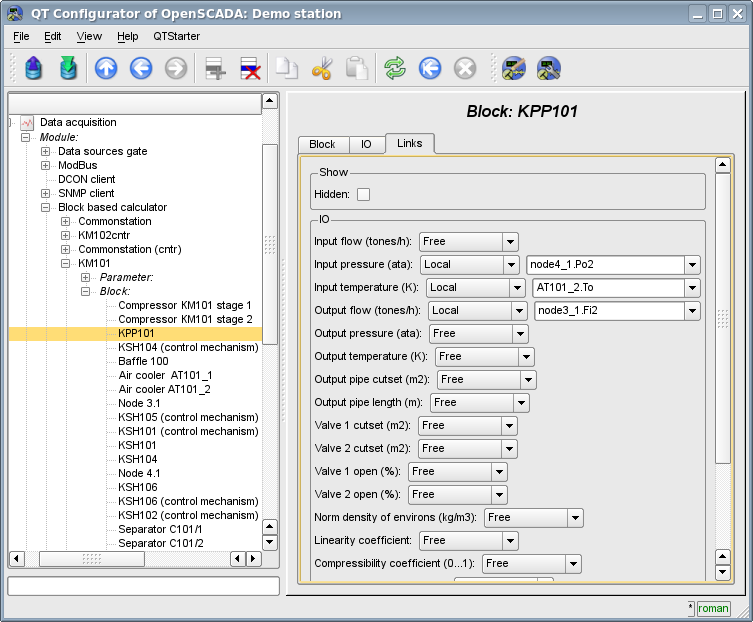 QT Configurator of OpenSCADA: Demo station
File Edit View Help QTStarter
Data acquisition
Module:
Data sources gate
ModBus
DCON client
SNMP client
Block based calculator
Commonstation
KM102cntr
Commonstation (cntr)
KM101
Parameter:
Block:
Compressor KM101 stage 1
Compressor KM101 stage 2
KPP101
KSH104 (control mechanism)
Baffle 100
Air cooler AT101_1
Air cooler AT101_2
Node 3.1
KSH105 (control mechanism)
KSH101 (control mechanism)
KSH101
KSH104
Node 4.1
KSH106
KSH106 (control mechanism)
KSH102 (control mechanism)
Separator C101/1
Separator C101/2
Block: KPP101
Block IO Links
Show
Hidden:
IO
Input flow (tones/h): Free
Input pressure (ata): Local node4_1.Po2
Input temperature (K): Local AT101_2.To
Output flow (tones/h): Local node3_1.Fi2
Output pressure (ata): Free
Output temperature (K): Free
Output pipe cutset (m2): Free
Output pipe length (m): Free
Valve 1 cutset (m2): Free
Valve 2 cutset (m2): Free
Valve 1 open (%): Free
Valve 2 open (%): Free
Norm density of environs (kg/m3): Free
Linearity coefficient: Free
Compressibility coefficient (0...1): Free
* roman